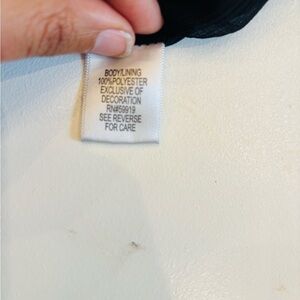 BODY/LINING
100%POLYESTER
EXCLUSIVE OF
DECORATION
RN#59919
SEE REVERSE
FOR CARE